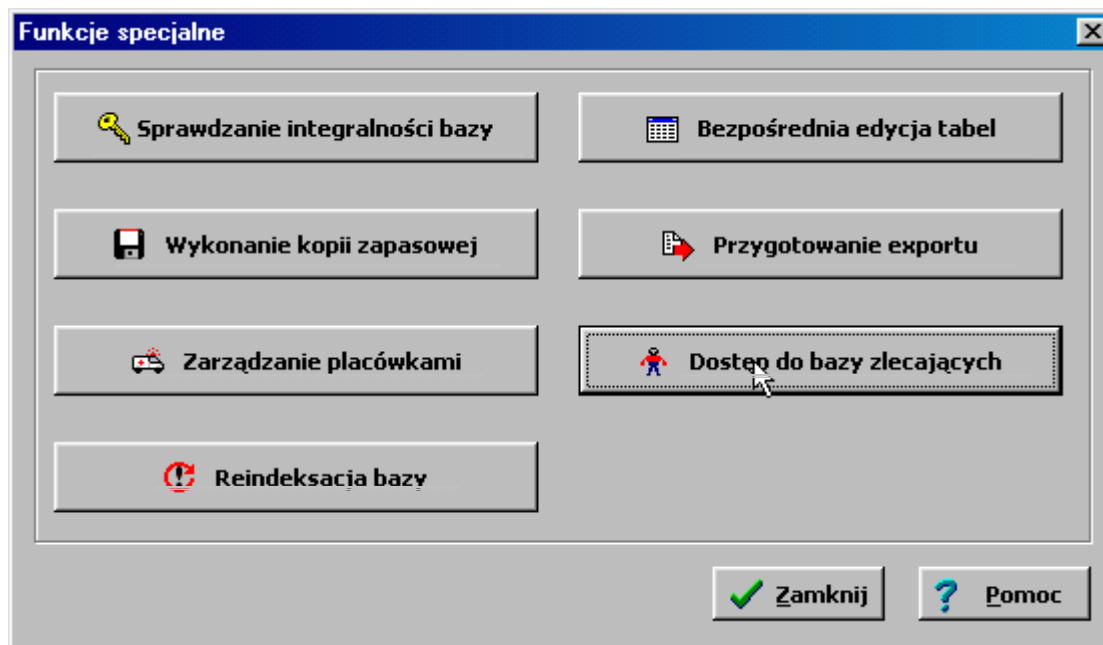 Funkcje specjalne
Sprawdzanie integralności bazy
Bezpośrednia edycja tabel
Wykonanie kopii zapasowej
Przygotowanie exportu
Zarządzanie placówkami
Dostęp do bazy zlecających
Reindeksacja bazy
Zamknij
Pomoc